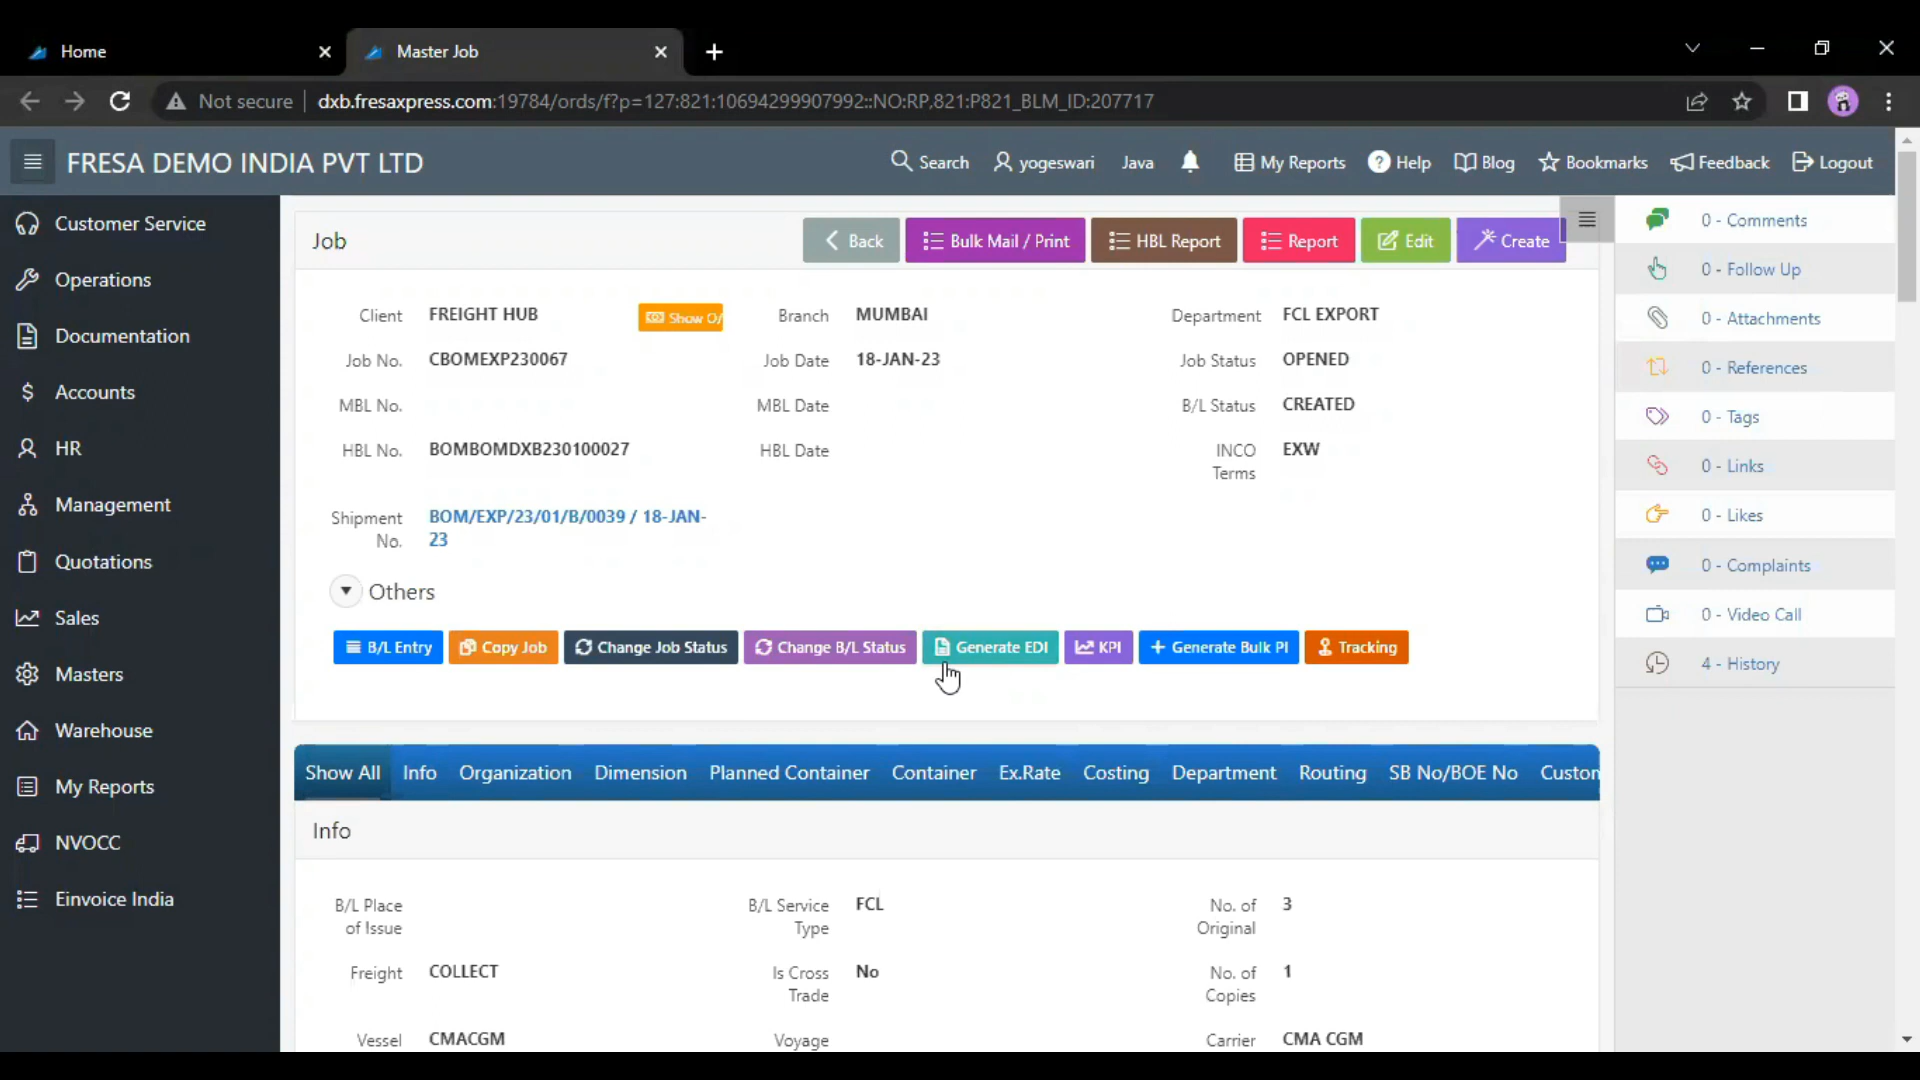 Home
Master Job
Not secure
dxb.fresaxpress.com:19784/ords/f?p=127:821:10694299907992::NO:RP,821:P821_BLM_ID:207717
FRESA DEMO INDIA PVT LTD
Search
yogeswari
Java
My Reports
Help
Blog
Bookmarks
Feedback
Logout
Customer Service
Operations
Documentation
Accounts
HR
Management
Quotations
Sales
Masters
Warehouse
My Reports
NVOCC
Einvoice India
Job
Back
Bulk Mail / Print
HBL Report
Report
Edit
Create
Client FREIGHT HUB
Show O/
Branch MUMBAI
Department FCL EXPORT
Job No. CBOMEXP230067
Job Date 18-JAN-23
Job Status OPENED
MBL No.
MBL Date
B/L Status CREATED
HBL No. BOMBOMDXB230100027
HBL Date
INCO Terms EXW
Shipment No.
BOM/EXP/23/01/B/0039 / 18-JAN-
23
Others
B/L Entry
Copy Job
Change Job Status
Change B/L Status
Generate EDI
KPI
Generate Bulk PI
Tracking
Show All
Info
Organization
Dimension
Planned Container
Container
Ex.Rate
Costing
Department
Routing
SB No/BOE No
Custom
Info
B/L Place
of Issue
B/L Service
Type
FCL
No. of
Original
3
Freight COLLECT
Is Cross
Trade
No
No. of
Copies
1
Vessel CMACGM
Voyage
Carrier CMA CGM
0 - Comments
0 - Follow Up
0 - Attachments
0 - References
0 - Tags
0 - Links
0 - Likes
0 - Complaints
0 - Video Call
4 - History